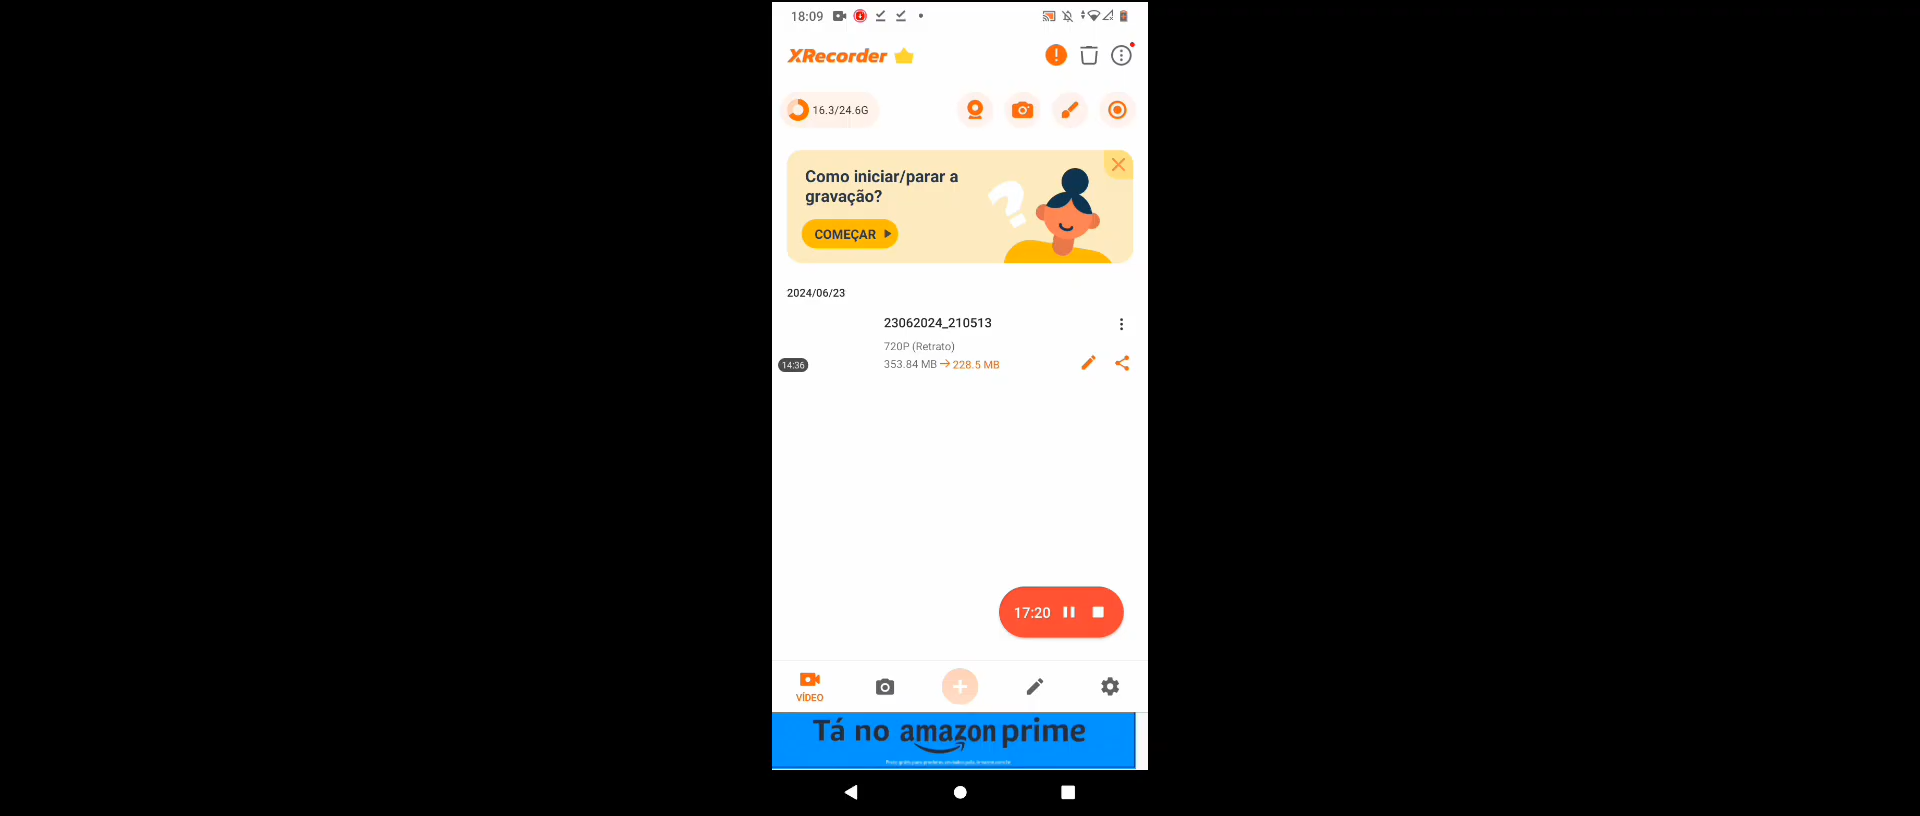 18:09
XRecorder
16.3/24.6G
Como iniciar/parar a
gravação?
COMEÇAR
2024/06/23
23062024_210513
720P (Retrato)
14:36
353.84 MB → 228.5 MB
17:20
VÍDEO
Tá no amazon prime